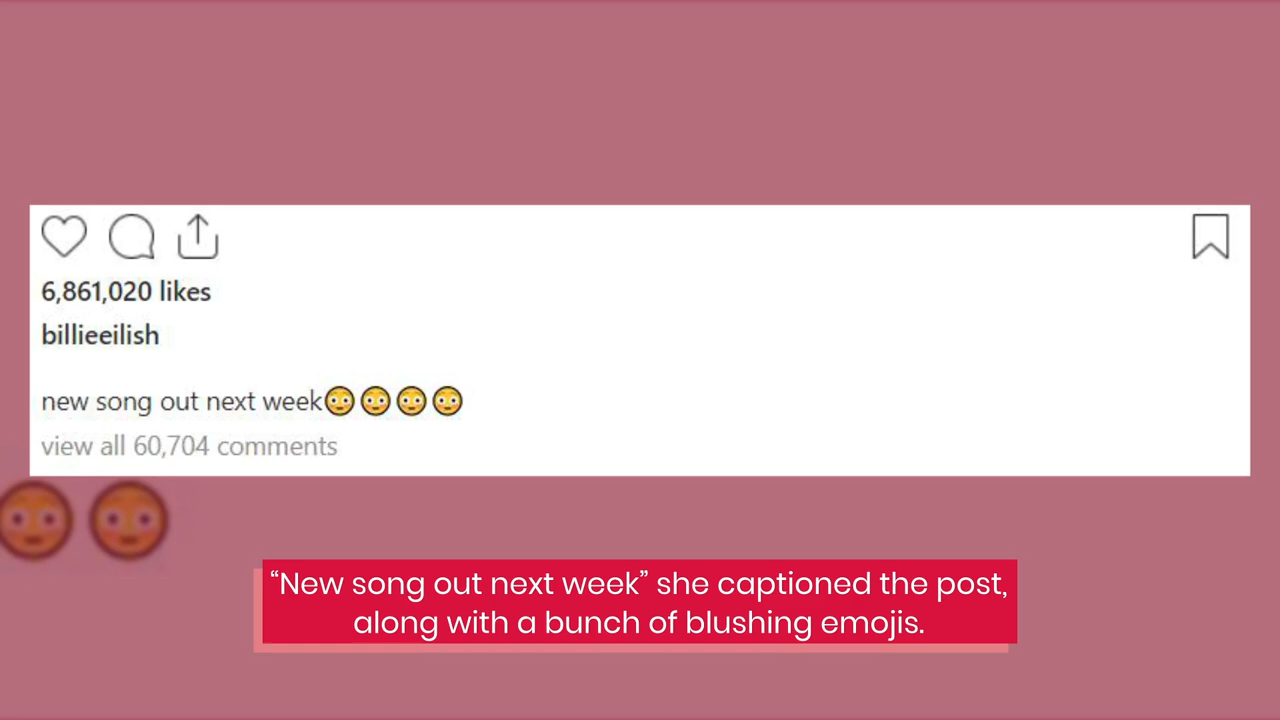 6,861,020 likes
billieeilish
new song out next week😳😳😳😳
view all 60,704 comments
“New song out next week” she captioned the post,
along with a bunch of blushing emojis.